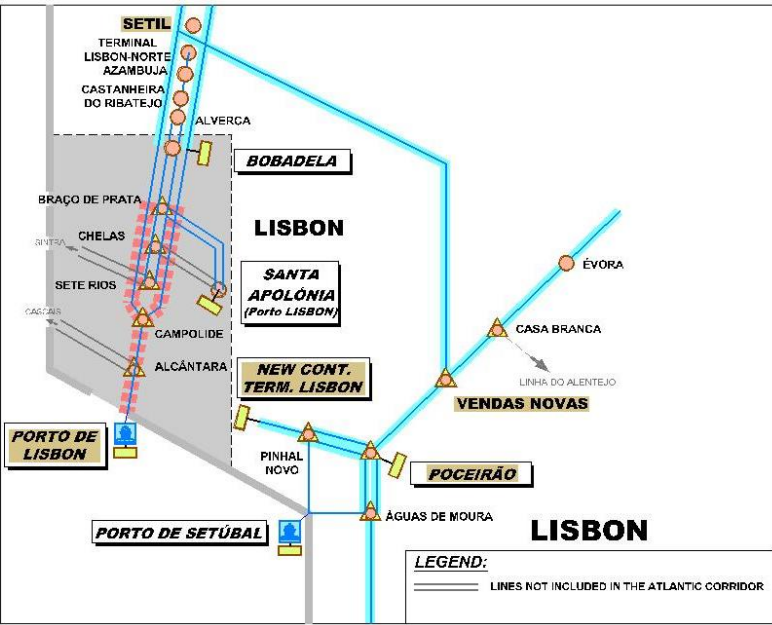 SETIL
TERMINAL
LISBON-NORTE
AZAMBUJA
CASTANHEIRA
DO RIBATEJO
ALVERCA
BOBADELA
BRAÇO DE PRATA
LISBON
CHELAS
SINTRA
SANTA
APOLÓNIA
(Porto LISBON)
ÉVORA
SETE RIOS
CASCAIS
CAMPOLIDE
CASA BRANCA
ALCÂNTARA
NEW CONT.
TERM. LISBON
LINHA DO ALENTEJO
VENDAS NOVAS
PORTO DE
LISBON
PINHAL
NOVO
POCEIRÃO
PORTO DE SETÚBAL
ÁGUAS DE MOURA
LISBON
LEGEND:
LINES NOT INCLUDED IN THE ATLANTIC CORRIDOR